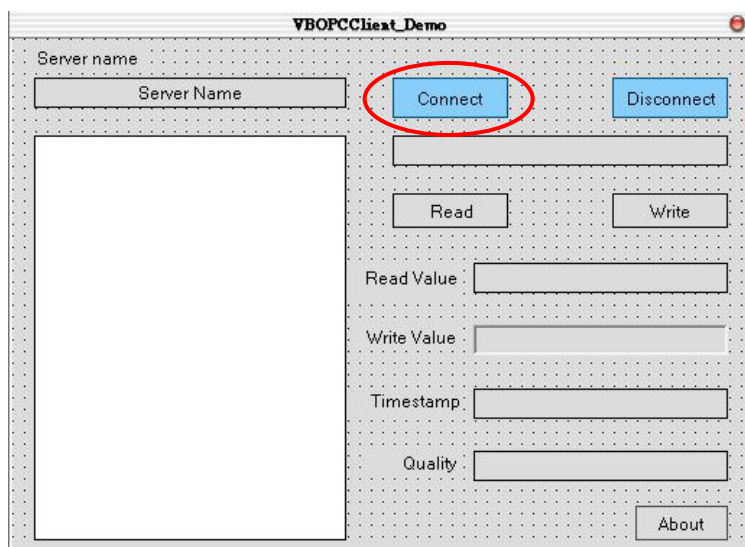 VBOPCClient_Demo
Server name
Server Name
Connect
Disconnect
Read
Write
Read Value
Write Value
Timestamp
Quality
About